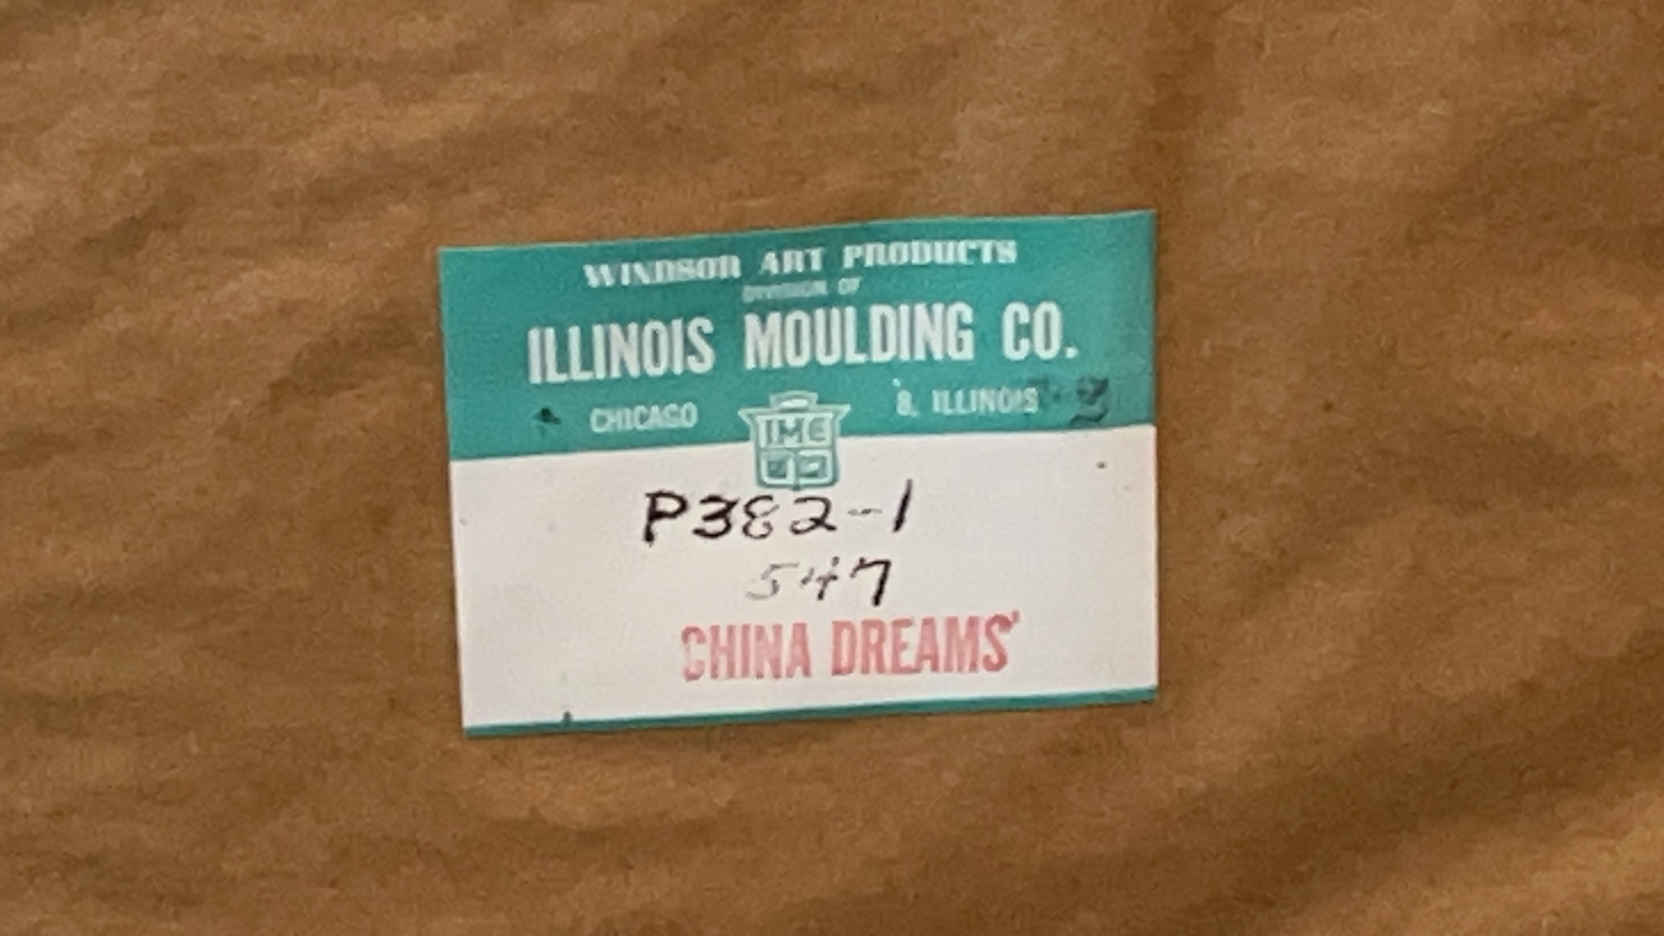 WINDSOR ART PRODUCTS
DIVISION OF
ILLINOIS MOULDING CO.
CHICAGO 8, ILLINOIS
IMC
P382-1
547
CHINA DREAMS'